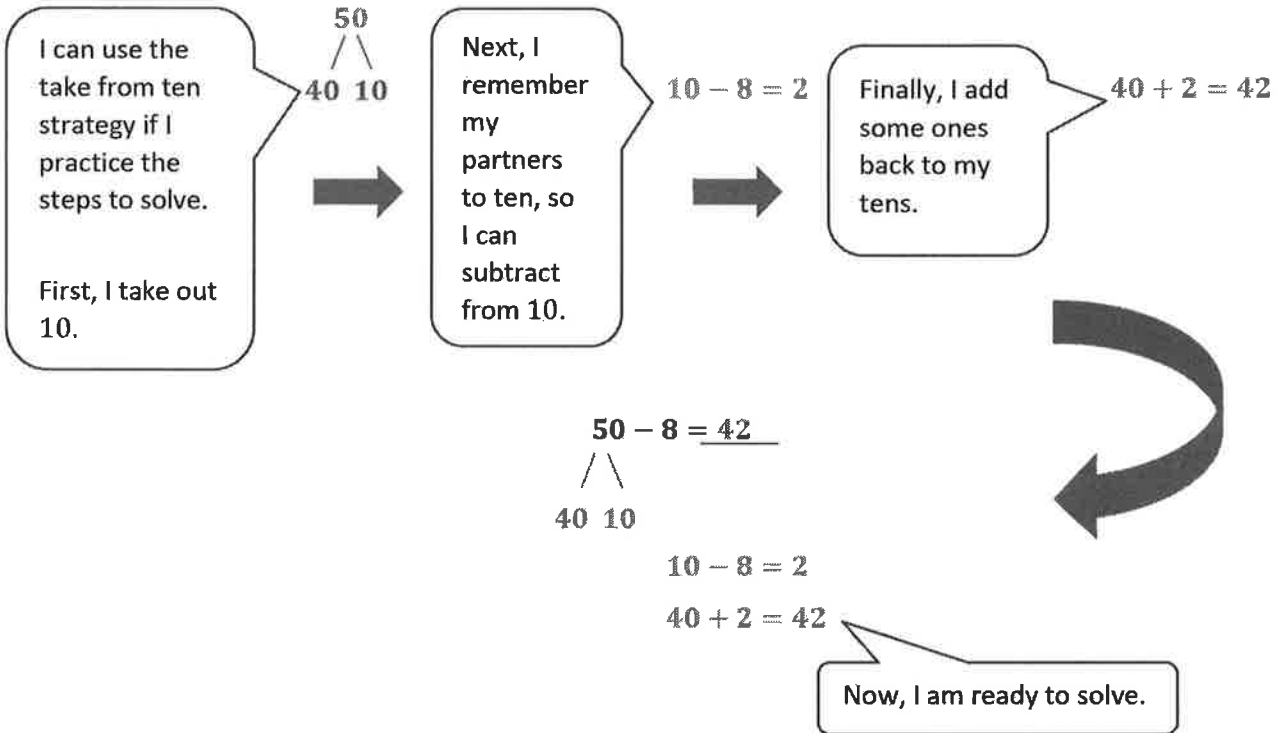 I can use the
take from ten
strategy if I
practice the
steps to solve.
First, I take out
10.
50
40 10
Next, I
remember
my
partners
to ten, so
I can
subtract
from 10.
10 − 8 = 2
Finally, I add
some ones
back to my
tens.
40 + 2 = 42
50 − 8 = 42
40 10
10 − 8 = 2
40 + 2 = 42
Now, I am ready to solve.